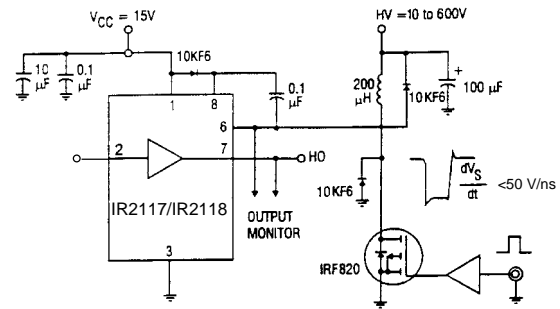 V_CC = 15V
HV =10 to 600V
10KF6
10 µF
0.1 µF
1
8
0.1 µF
200 µH
10KF6
+
100 µF
6
2
7
HO
IR2117/IR2118
10KF6
dV_S
dt
<50 V/ns
OUTPUT
MONITOR
3
IRF820